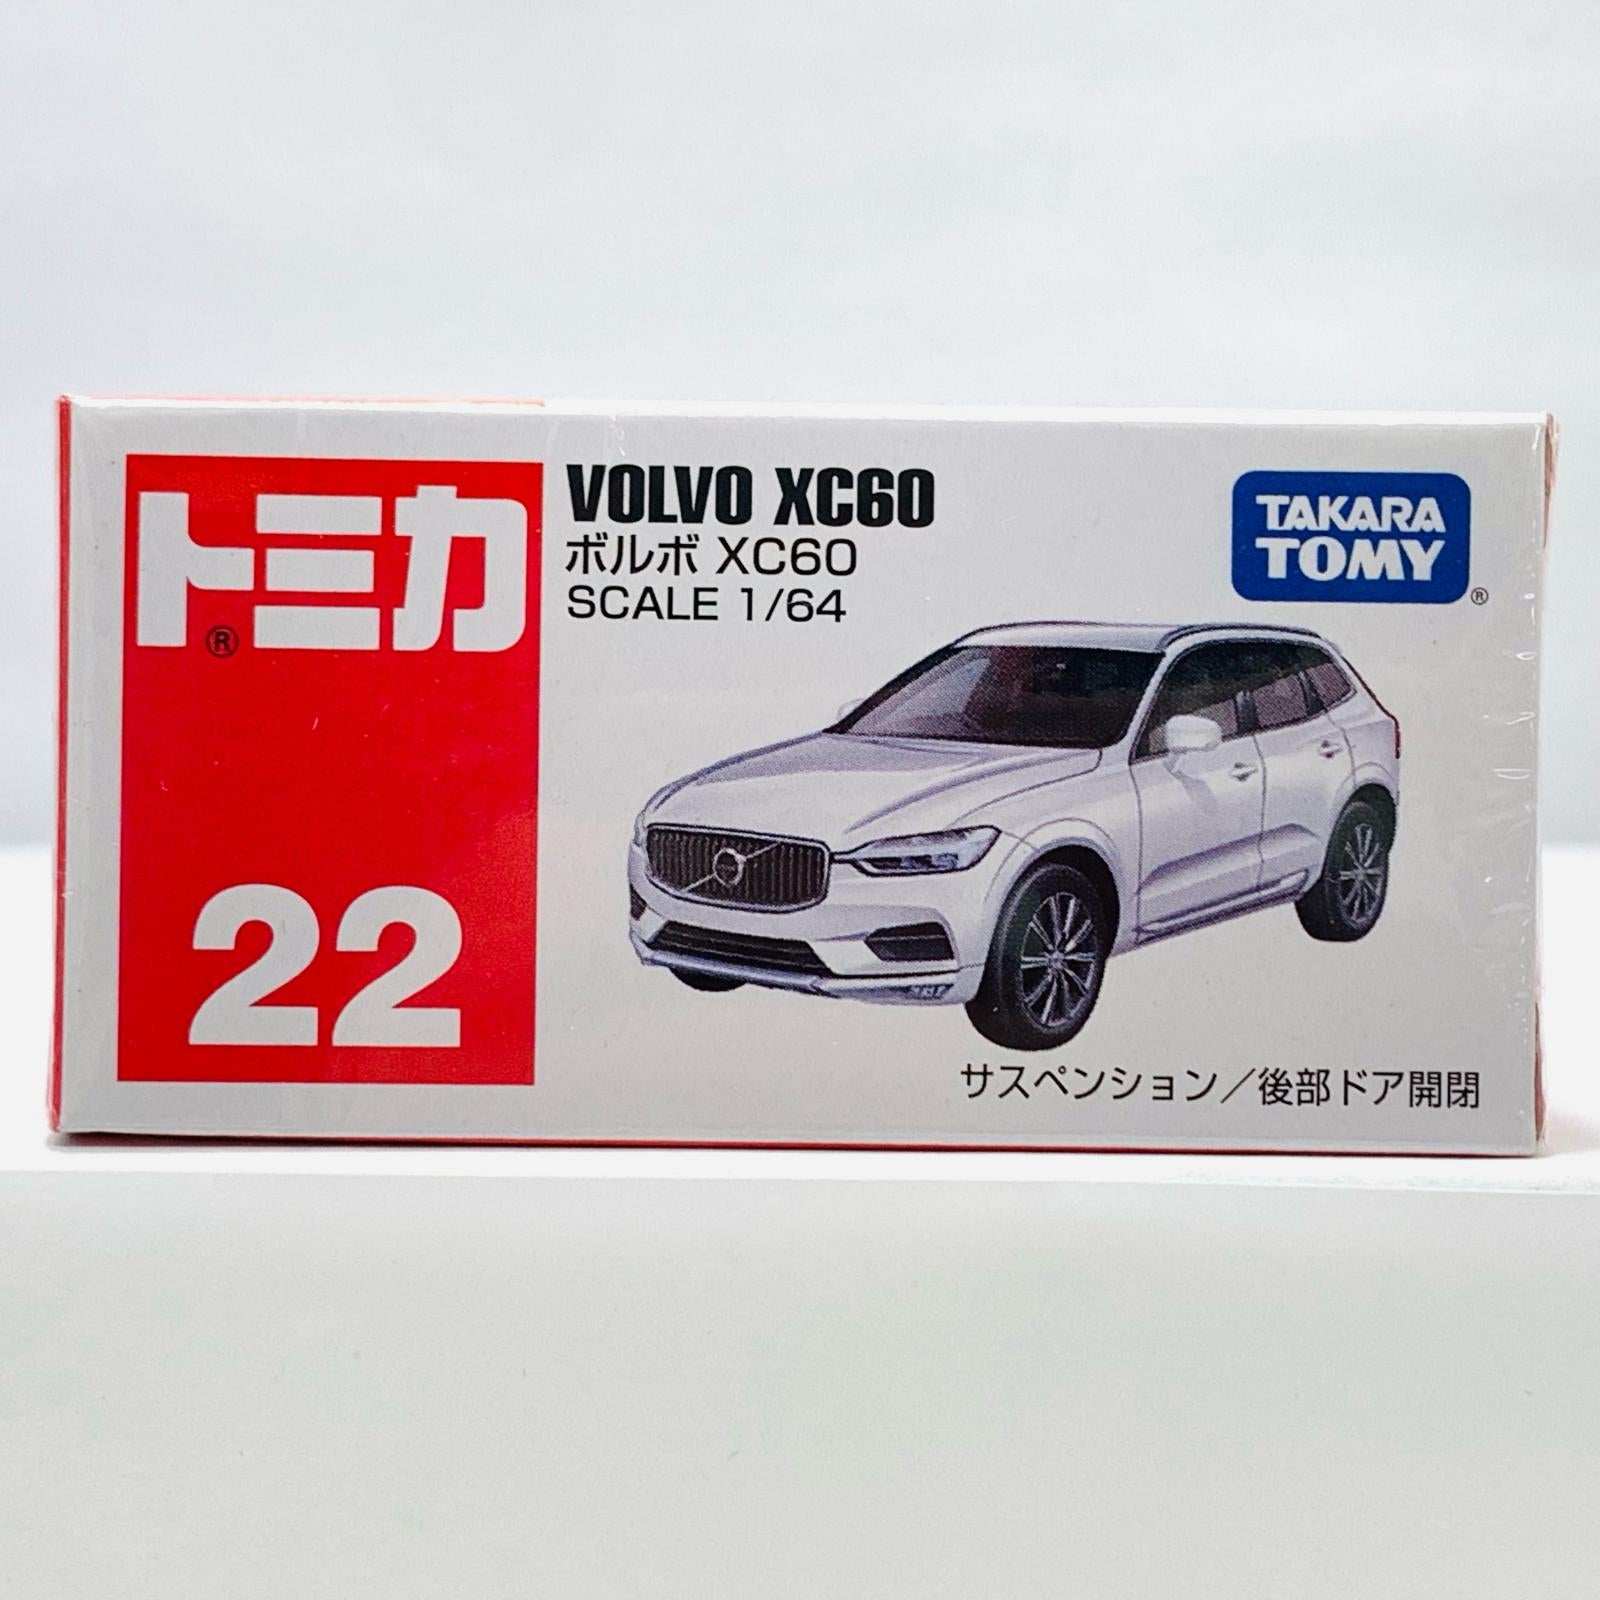 トミカ
®
22
VOLVO XC60
ボルボ XC60
SCALE 1/64
TAKARA
TOMY
®
サスペンション／後部ドア開閉